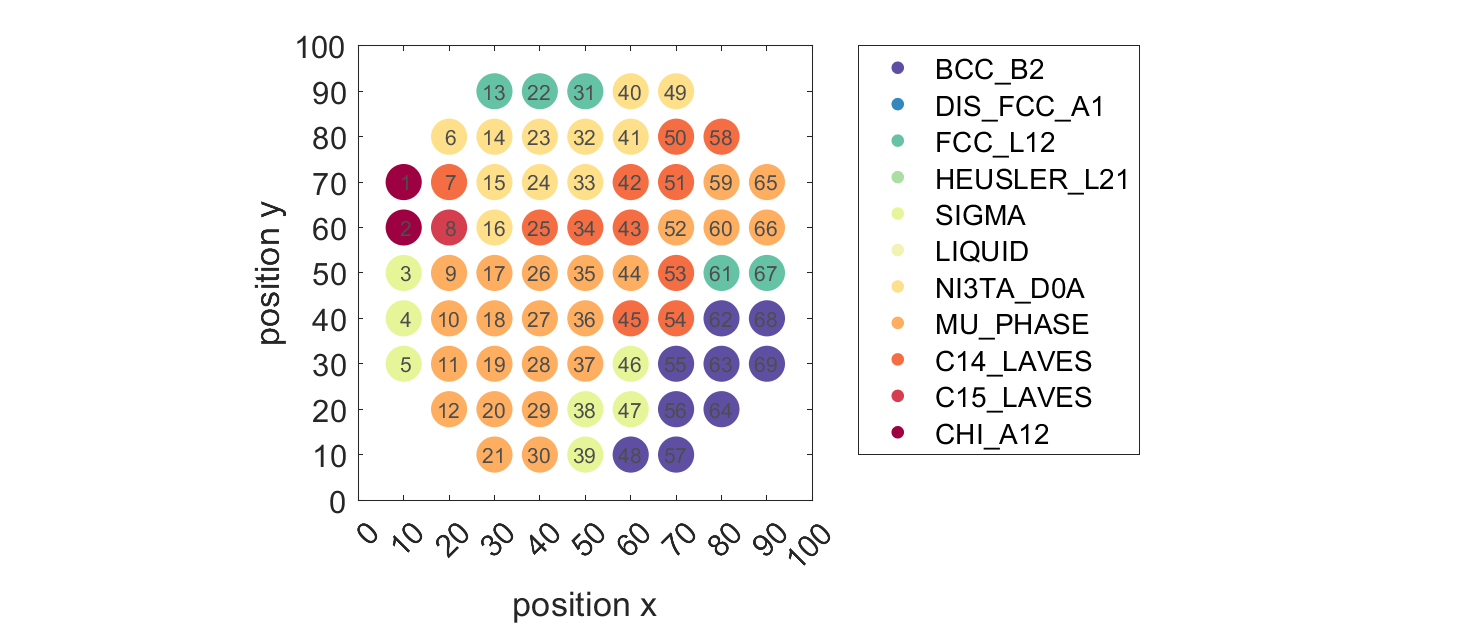 100
90
80
70
60
50
40
30
20
10
0
position y
13 22 31 40 49
6 14 23 32 41 50 58
1 7 15 24 33 42 51 59 65
2 8 16 25 34 43 52 60 66
3 9 17 26 35 44 53 61 67
4 10 18 27 36 45 54 62 68
5 11 19 28 37 46 55 63 69
12 20 29 38 47 56 64
21 30 39 48 57
0 10 20 30 40 50 60 70 80 90 100
position x
BCC_B2
DIS_FCC_A1
FCC_L12
HEUSLER_L21
SIGMA
LIQUID
NI3TA_D0A
MU_PHASE
C14_LAVES
C15_LAVES
CHI_A12